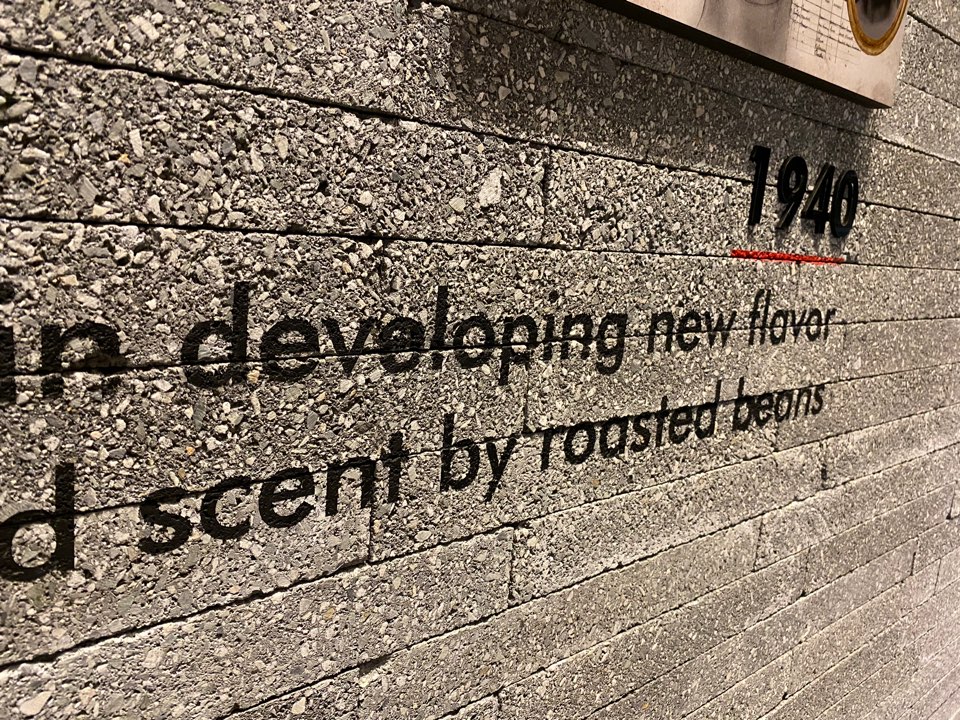 1940
developing new flavor
scent by roasted beans